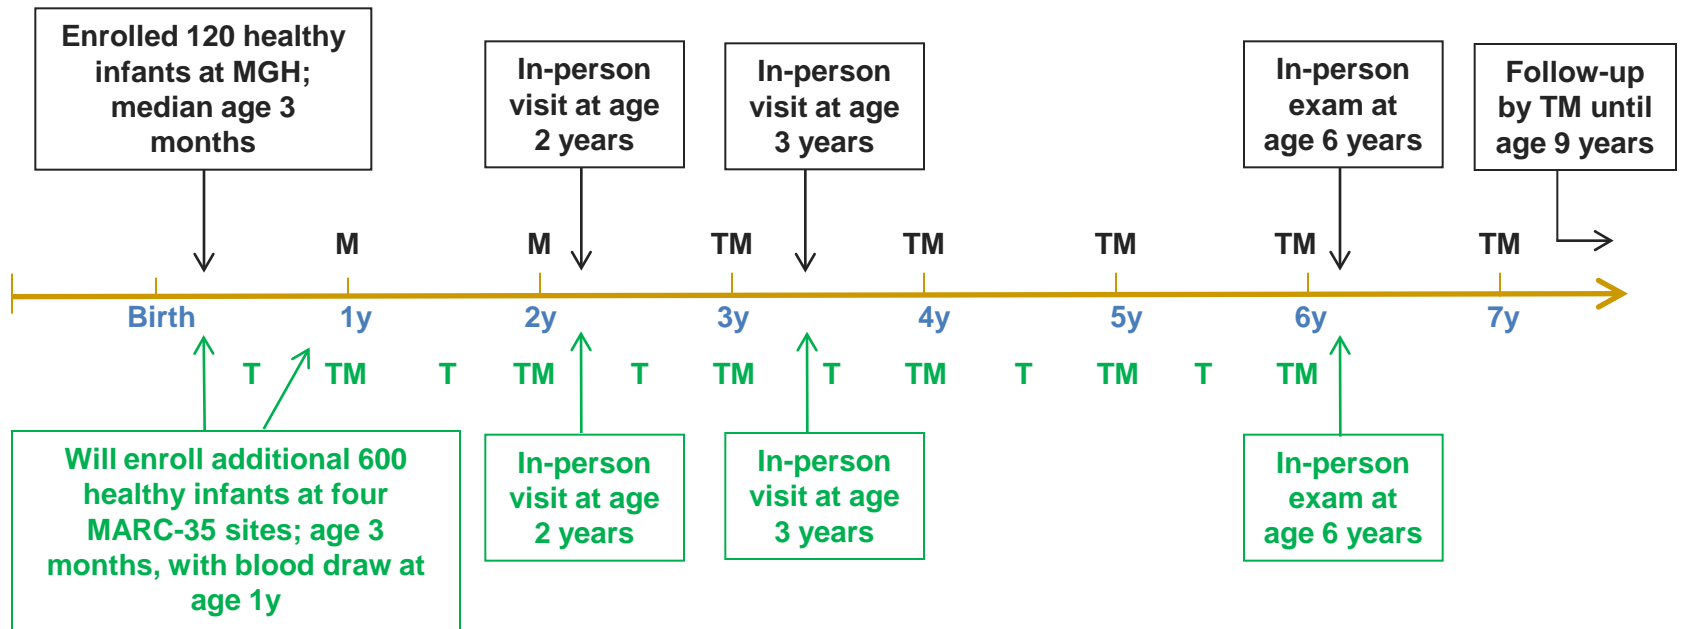 Enrolled 120 healthy
infants at MGH;
median age 3
months
In-person
visit at age
2 years
In-person
visit at age
3 years
In-person
exam at
age 6 years
Follow-up
by TM until
age 9 years
M M TM TM TM TM TM
Birth 1y 2y 3y 4y 5y 6y 7y
T TM T TM T TM T TM T TM T TM
Will enroll additional 600
healthy infants at four
MARC-35 sites; age 3
months, with blood draw at
age 1y
In-person
visit at age
2 years
In-person
visit at age
3 years
In-person
exam at
age 6 years